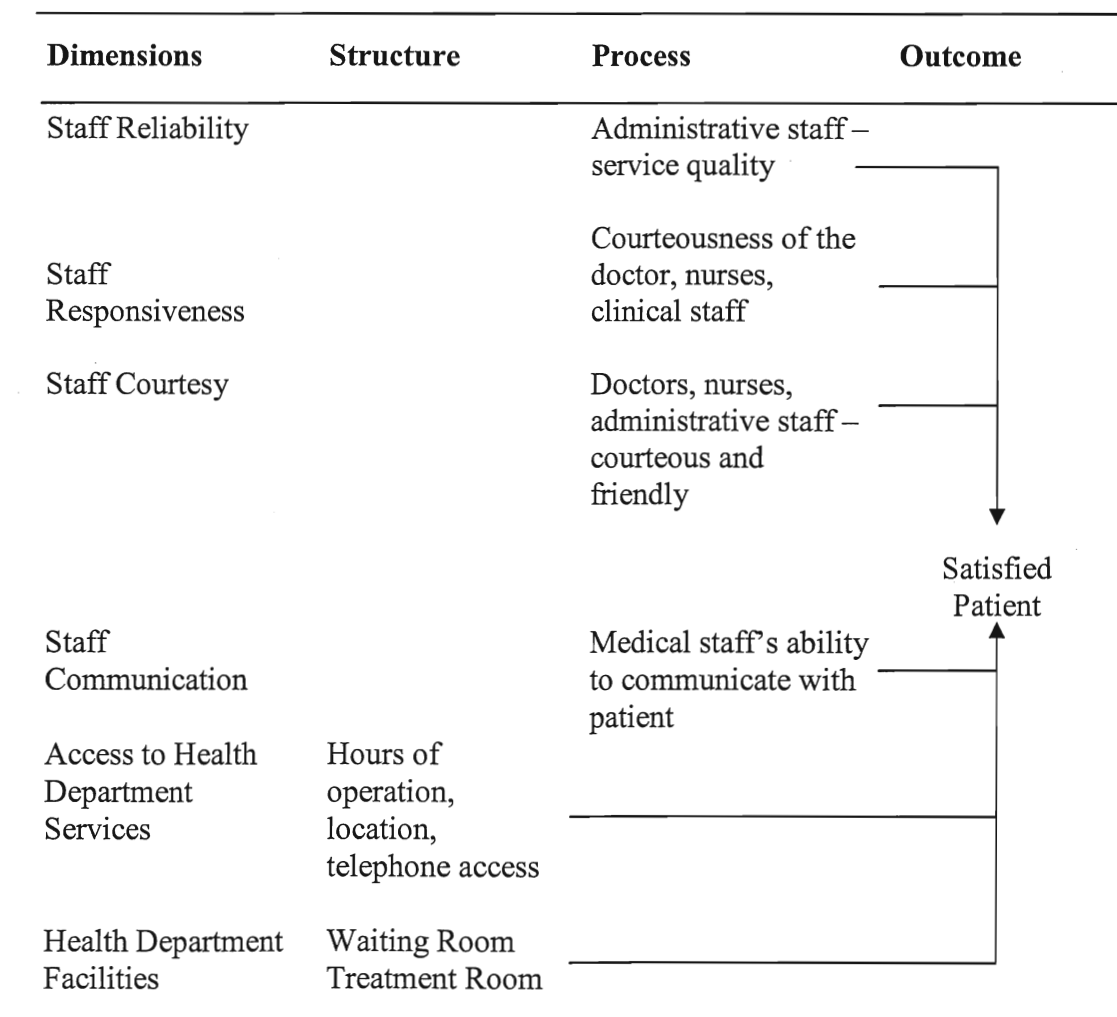 Dimensions Structure Process Outcome
Staff Reliability Administrative staff –
service quality
Courteousness of the
Staff doctor, nurses,
Responsiveness clinical staff
Staff Courtesy Doctors, nurses,
administrative staff –
courteous and
friendly
Satisfied
Patient
Staff Medical staff's ability
Communication to communicate with
patient
Access to Health Hours of
Department operation,
Services location,
telephone access
Health Department Waiting Room
Facilities Treatment Room